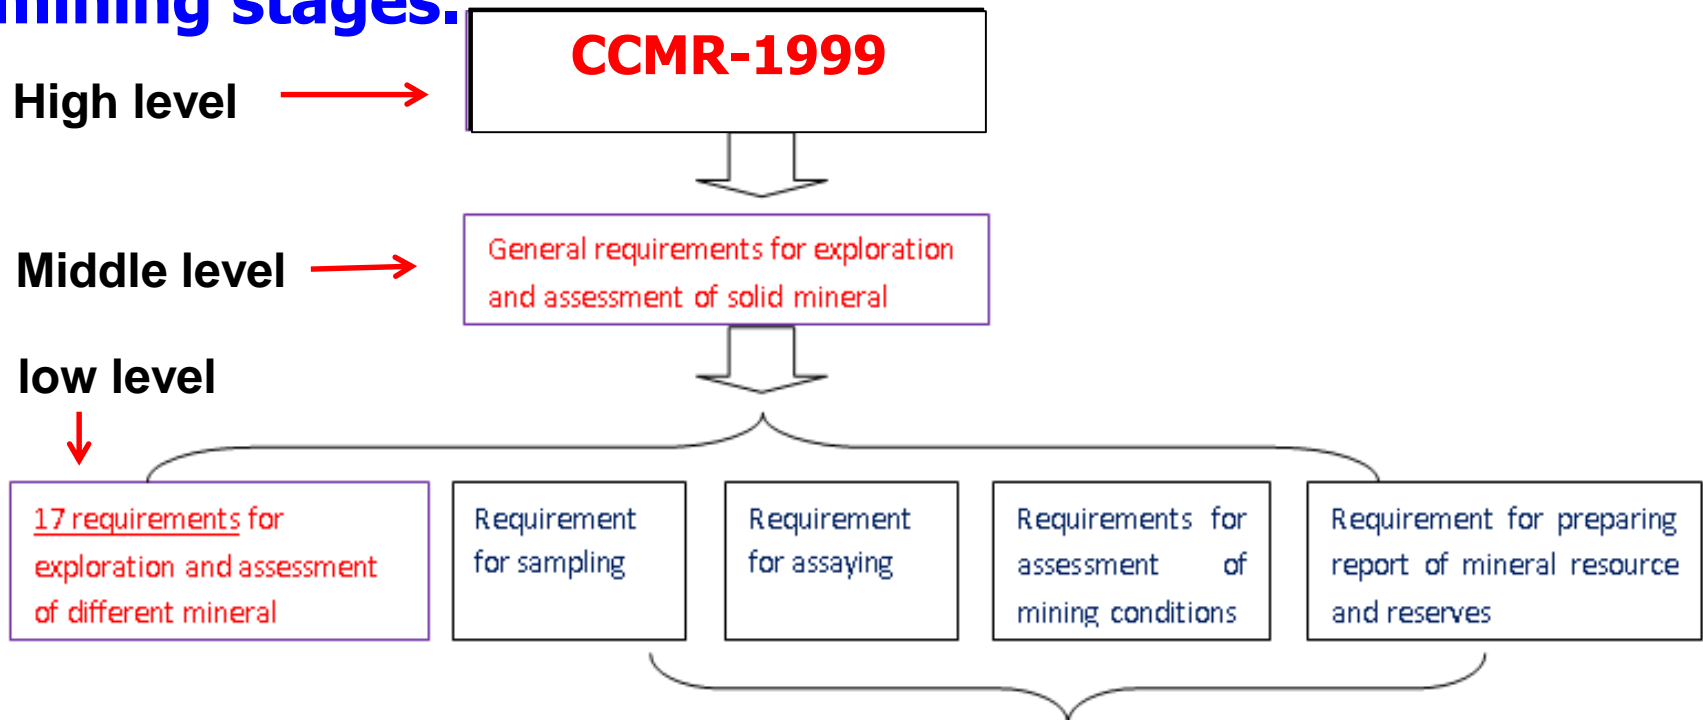 mining stages.
CCMR-1999
High level
General requirements for exploration
and assessment of solid mineral
Middle level
low level
17 requirements for
exploration and assessment
of different mineral
Requirement
for sampling
Requirement
for assaying
Requirements for
assessment of
mining conditions
Requirement for preparing
report of mineral resource
and reserves